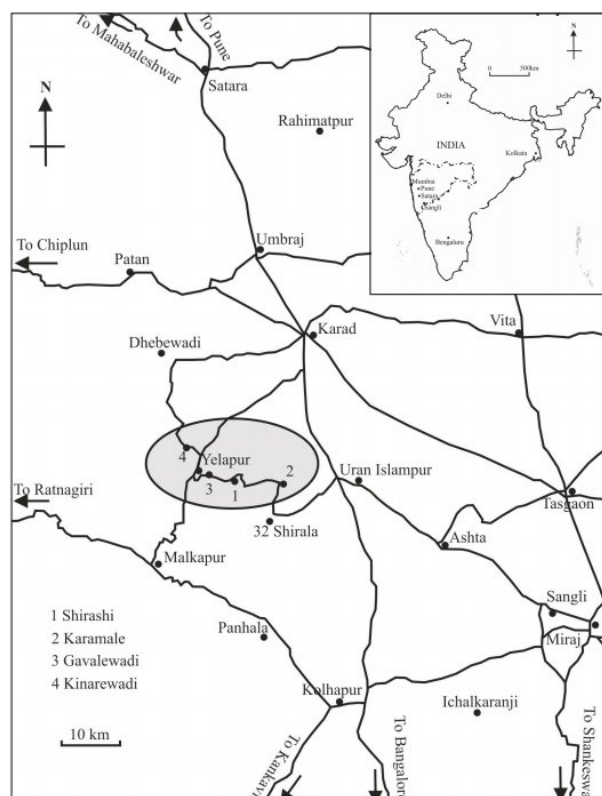 To Mahabaleshwar
To Pune
N
Satara
Rahimatpur
0 500km
Delhi
INDIA
Kolkata
Mumbai
Pune
Satara
Sangli
Bengaluru
To Chiplun
Patan
Umbraj
Dhebewadi
Karad
Vita
4
Yelapur
3
1
2
Uran Islampur
To Ratnagiri
Tasgaon
32 Shirala
Ashta
Malkapur
1 Shirashi
2 Karamale
3 Gavalewadi
4 Kinarewadi
Sangli
Miraj
Panhala
Kolhapur
Ichalkaranji
10 km
To Bangalore